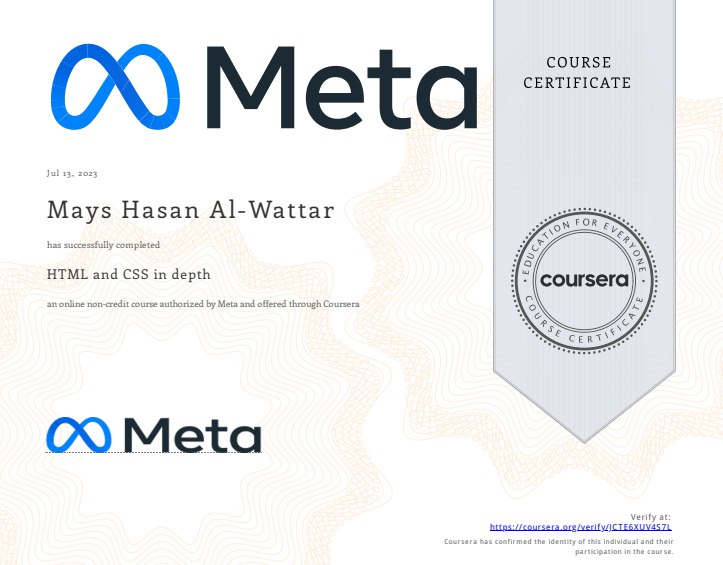 Meta
COURSE
CERTIFICATE
Jul 13, 2023
Mays Hasan Al-Wattar
has successfully completed
HTML and CSS in depth
an online non-credit course authorized by Meta and offered through Coursera
EDUCATION FOR EVERYONE
coursera
COURSE CERTIFICATE
Meta
Verify at:
https://coursera.org/verify/JCTE6XUV4S7L
Coursera has confirmed the identity of this individual and their
participation in the course.